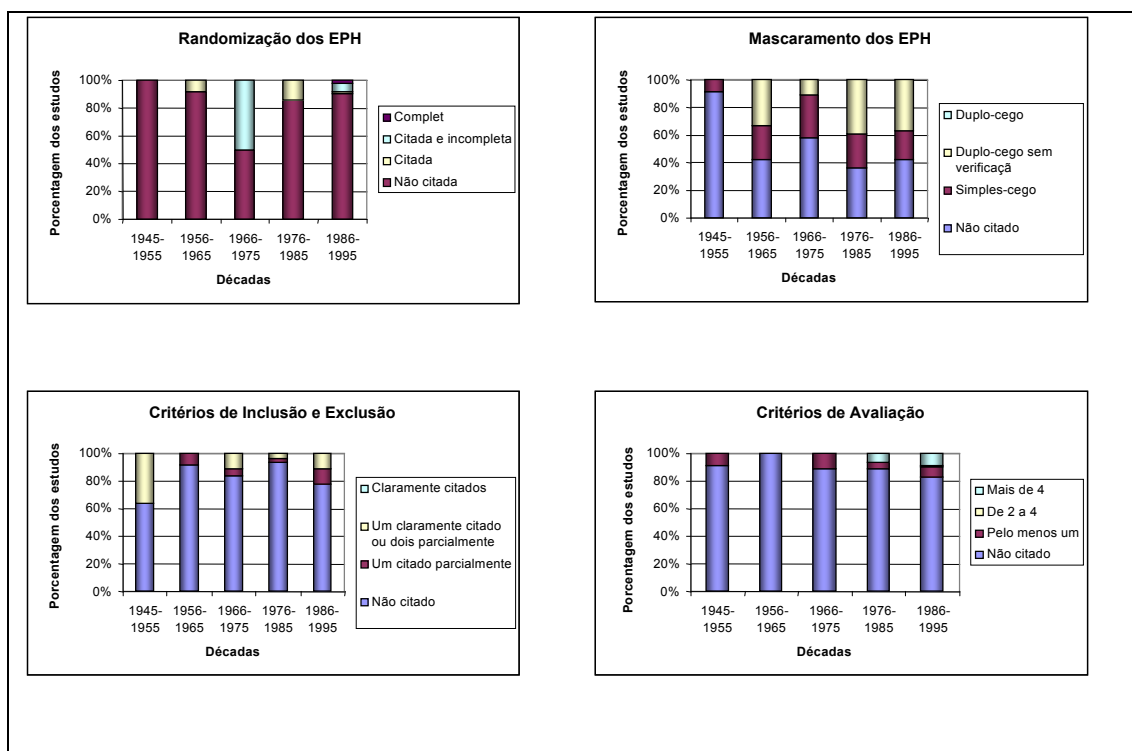 Randomização dos EPH
Porcentagem dos estudos
100%
80%
60%
40%
20%
0%
1945-
1955
1956-
1965
1966-
1975
1976-
1985
1986-
1995
Décadas
Complet
Citada e incompleta
Citada
Não citada
Mascaramento dos EPH
Porcentagem dos estudos
100%
80%
60%
40%
20%
0%
1945-
1955
1956-
1965
1966-
1975
1976-
1985
1986-
1995
Décadas
Duplo-cego
Duplo-cego sem
verificaçã
Simples-cego
Não citado
Critérios de Inclusão e Exclusão
Porcentagem dos estudos
100%
80%
60%
40%
20%
0%
1945-
1955
1956-
1965
1966-
1975
1976-
1985
1986-
1995
Décadas
Claramente citados
Um claramente citado
ou dois parcialmente
Um citado parcialmente
Não citado
Critérios de Avaliação
Porcentagem dos estudos
100%
80%
60%
40%
20%
0%
1945-
1955
1956-
1965
1966-
1975
1976-
1985
1986-
1995
Décadas
Mais de 4
De 2 a 4
Pelo menos um
Não citado